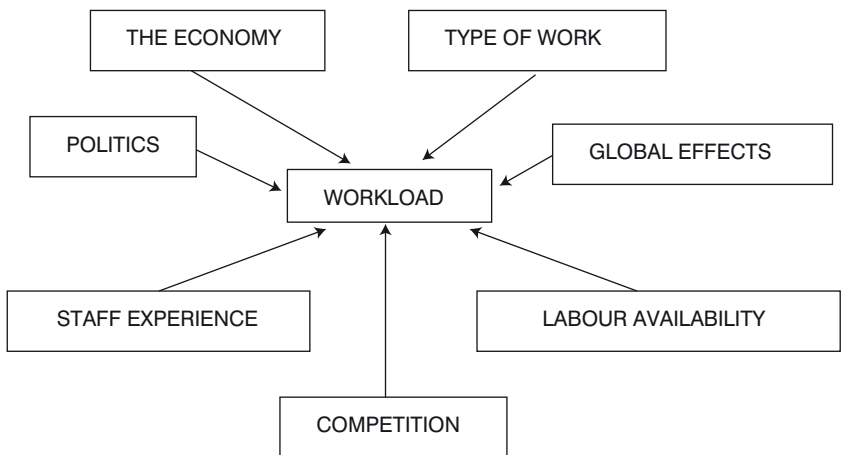 THE ECONOMY
TYPE OF WORK
POLITICS
GLOBAL EFFECTS
WORKLOAD
STAFF EXPERIENCE
LABOUR AVAILABILITY
COMPETITION